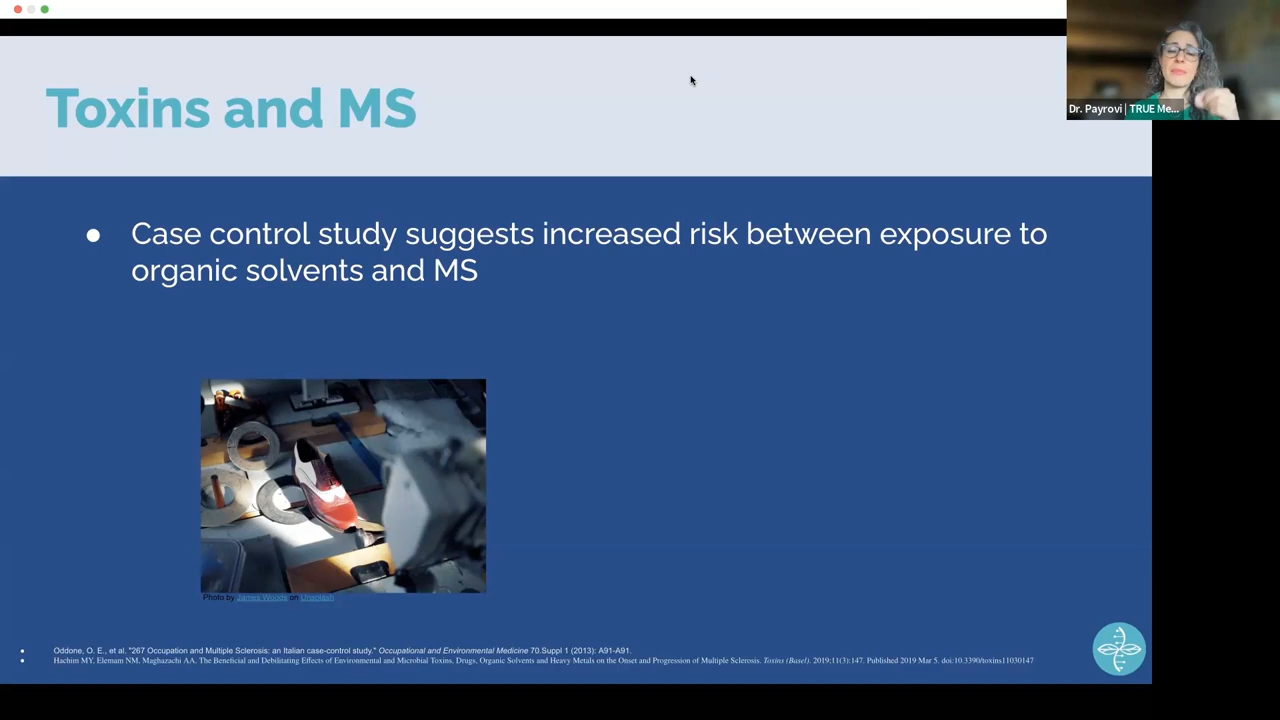 Toxins and MS
Dr. Payrovi | TRUE Me...
● Case control study suggests increased risk between exposure to
organic solvents and MS
Photo by James Woods on Unsplash
● Oddone, O. E., et al. "267 Occupation and Multiple Sclerosis: an Italian case-control study." Occupational and Environmental Medicine 70.Suppl 1 (2013): A91-A91.
● Hachim MY, Elemam NM, Maghazachi AA. The Beneficial and Debilitating Effects of Environmental and Microbial Toxins, Drugs, Organic Solvents and Heavy Metals on the Onset and Progression of Multiple Sclerosis. Toxins (Basel). 2019;11(3):147. Published 2019 Mar 5. doi:10.3390/toxins11030147